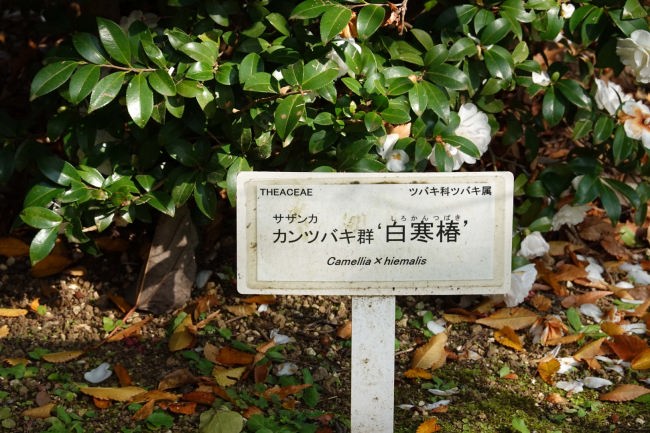 THEACEAE ツバキ科ツバキ属
サザンカ
しろかんつばき
カンツバキ群‘白寒椿’
Camellia×hiemalis